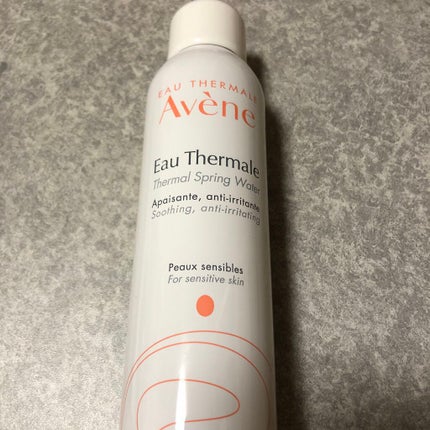 EAU THERMALE
Avène
Eau Thermale
Thermal Spring Water
Apaisante, anti-irritante
Soothing, anti-irritating
Peaux sensibles
For sensitive skin